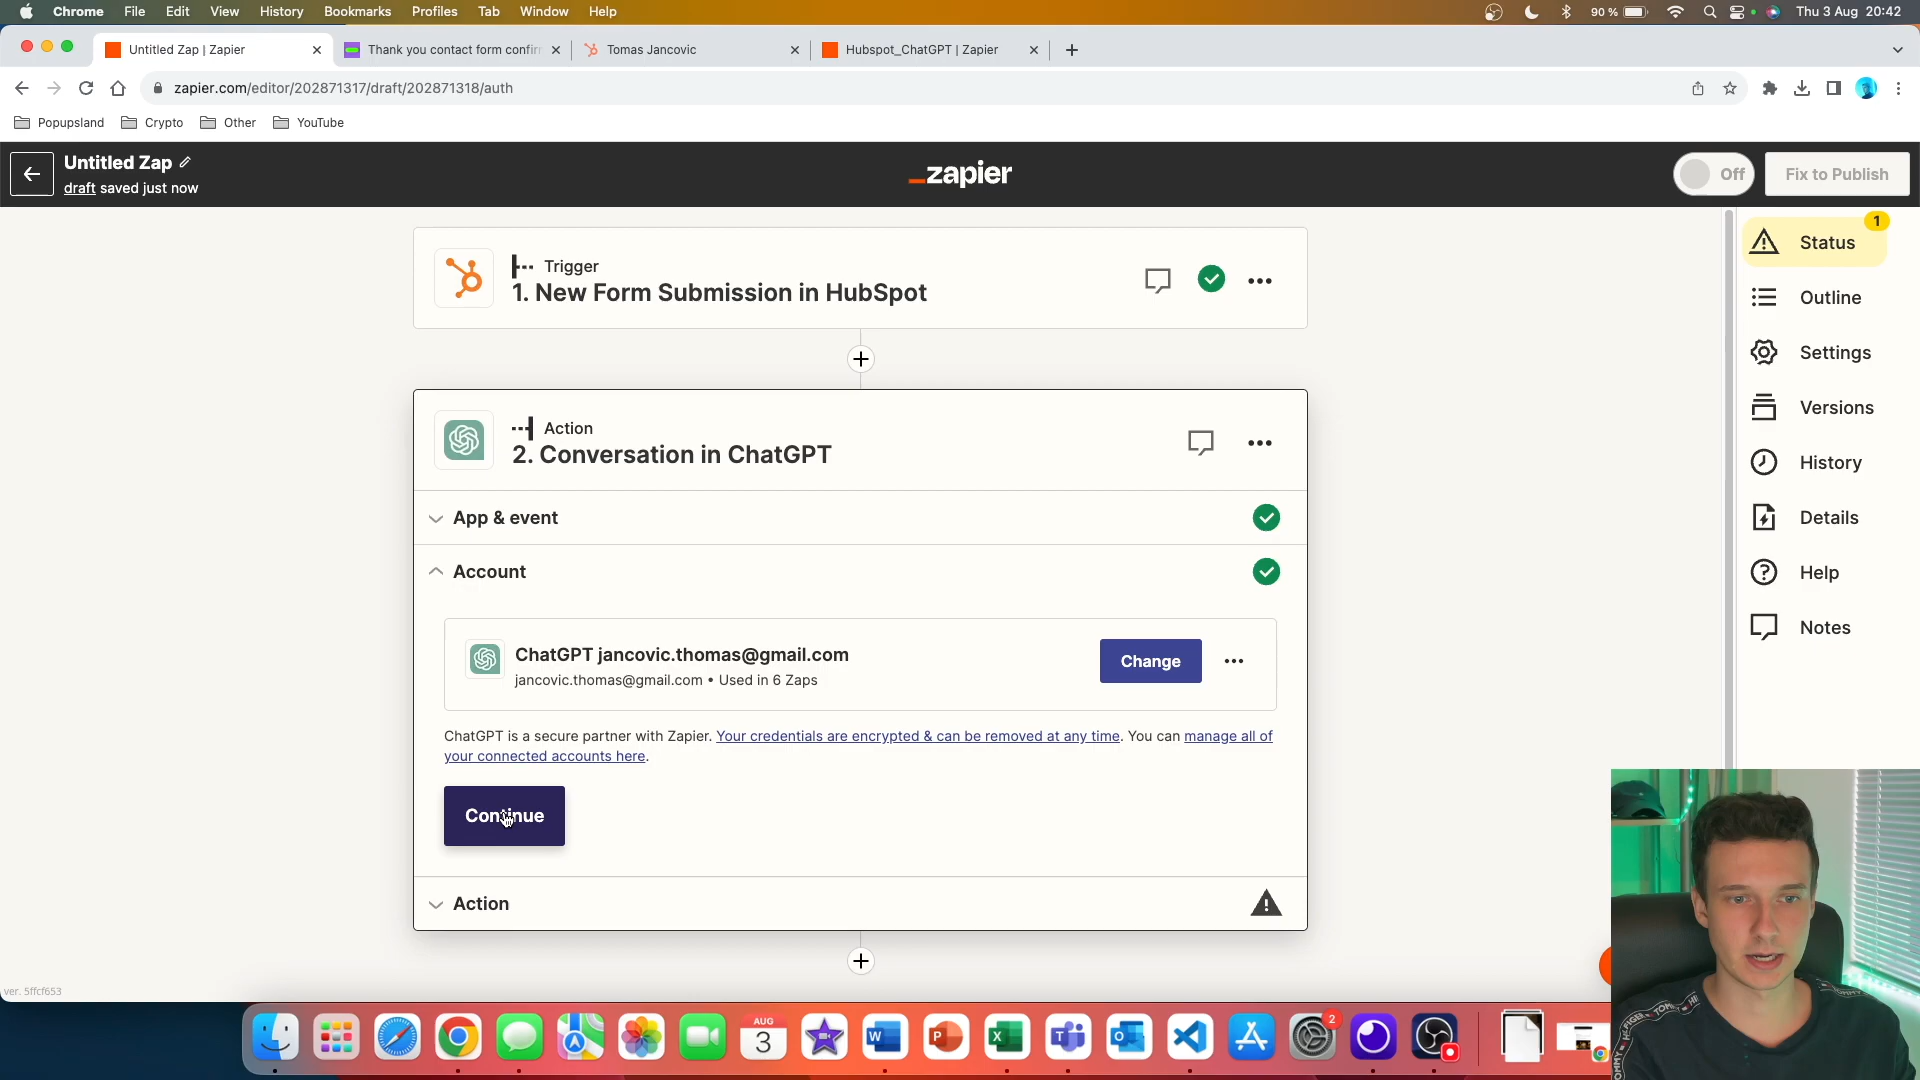 Chrome File Edit View History Bookmarks Profiles Tab Window Help 90 % Thu 3 Aug 20:42
Untitled Zap | Zapier Thank you contact form confir Tomas Jancovic Hubspot_ChatGPT | Zapier
zapier.com/editor/202871317/draft/202871318/auth
Popupsland Crypto Other YouTube
Untitled Zap
draft saved just now
zapier
Off
Fix to Publish
Trigger
1. New Form Submission in HubSpot
Action
2. Conversation in ChatGPT
App & event
Account
ChatGPT jancovic.thomas@gmail.com
jancovic.thomas@gmail.com • Used in 6 Zaps
Change
ChatGPT is a secure partner with Zapier. Your credentials are encrypted & can be removed at any time. You can manage all of
your connected accounts here.
Continue
Action
1
Status
Outline
Settings
Versions
History
Details
Help
Notes
ver. 5ffcf653
AUG
3
W
P
X
T
O
2